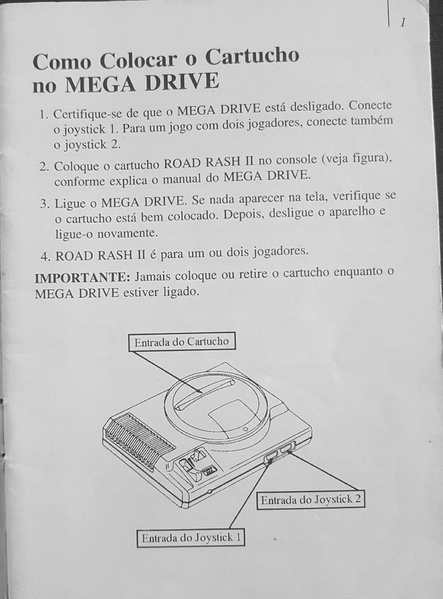 1
Como Colocar o Cartucho
no MEGA DRIVE
1. Certifique-se de que o MEGA DRIVE está desligado. Conecte
o joystick 1. Para um jogo com dois jogadores, conecte também
o joystick 2.
2. Coloque o cartucho ROAD RASH II no console (veja figura),
conforme explica o manual do MEGA DRIVE.
3. Ligue o MEGA DRIVE. Se nada aparecer na tela, verifique se
o cartucho está bem colocado. Depois, desligue o aparelho e
ligue-o novamente.
4. ROAD RASH II é para um ou dois jogadores.
IMPORTANTE: Jamais coloque ou retire o cartucho enquanto o
MEGA DRIVE estiver ligado.
Entrada do Cartucho
Entrada do Joystick 2
Entrada do Joystick 1